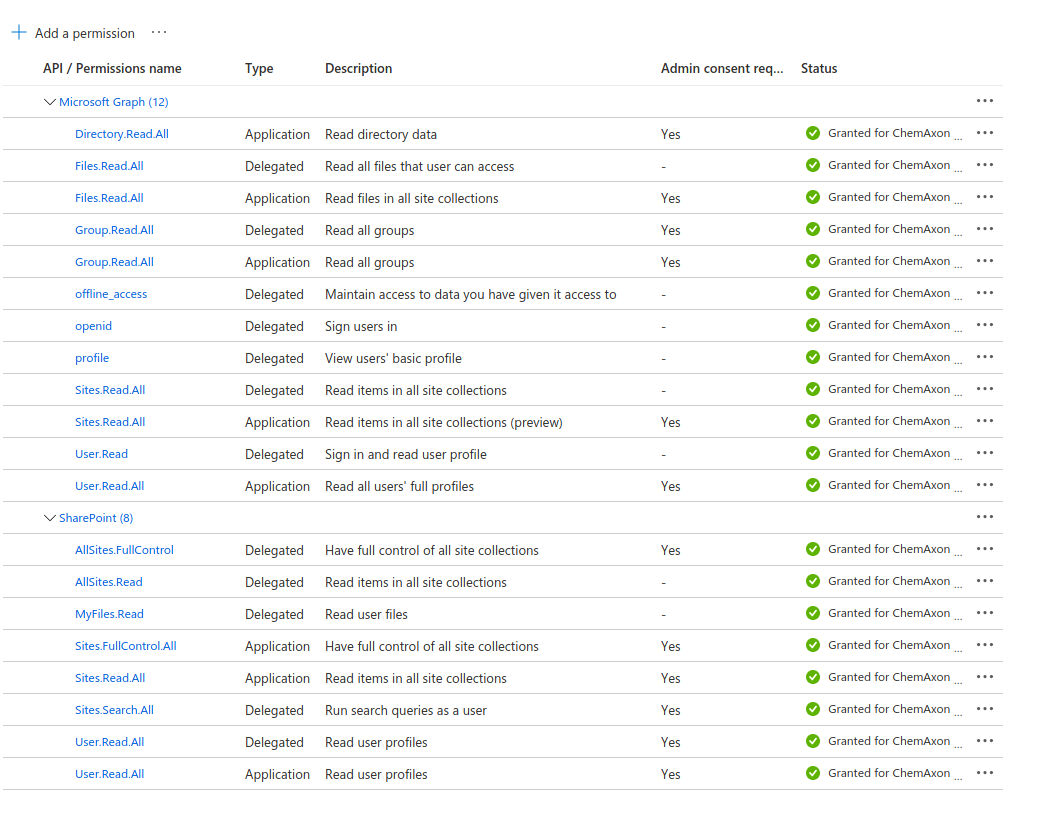 Add a permission ...
API / Permissions name Type Description Admin consent req... Status
Microsoft Graph (12) ...
Directory.Read.All Application Read directory data Yes Granted for ChemAxon ... ...
Files.Read.All Delegated Read all files that user can access - Granted for ChemAxon ... ...
Files.Read.All Application Read files in all site collections Yes Granted for ChemAxon ... ...
Group.Read.All Delegated Read all groups Yes Granted for ChemAxon ... ...
Group.Read.All Application Read all groups Yes Granted for ChemAxon ... ...
offline_access Delegated Maintain access to data you have given it access to - Granted for ChemAxon ... ...
openid Delegated Sign users in - Granted for ChemAxon ... ...
profile Delegated View users' basic profile - Granted for ChemAxon ... ...
Sites.Read.All Delegated Read items in all site collections - Granted for ChemAxon ... ...
Sites.Read.All Application Read items in all site collections (preview) Yes Granted for ChemAxon ... ...
User.Read Delegated Sign in and read user profile - Granted for ChemAxon ... ...
User.Read.All Application Read all users' full profiles Yes Granted for ChemAxon ... ...
SharePoint (8) ...
AllSites.FullControl Delegated Have full control of all site collections Yes Granted for ChemAxon ... ...
AllSites.Read Delegated Read items in all site collections - Granted for ChemAxon ... ...
MyFiles.Read Delegated Read user files - Granted for ChemAxon ... ...
Sites.FullControl.All Application Have full control of all site collections Yes Granted for ChemAxon ... ...
Sites.Read.All Application Read items in all site collections Yes Granted for ChemAxon ... ...
Sites.Search.All Delegated Run search queries as a user Yes Granted for ChemAxon ... ...
User.Read.All Delegated Read user profiles Yes Granted for ChemAxon ... ...
User.Read.All Application Read user profiles Yes Granted for ChemAxon ... ...